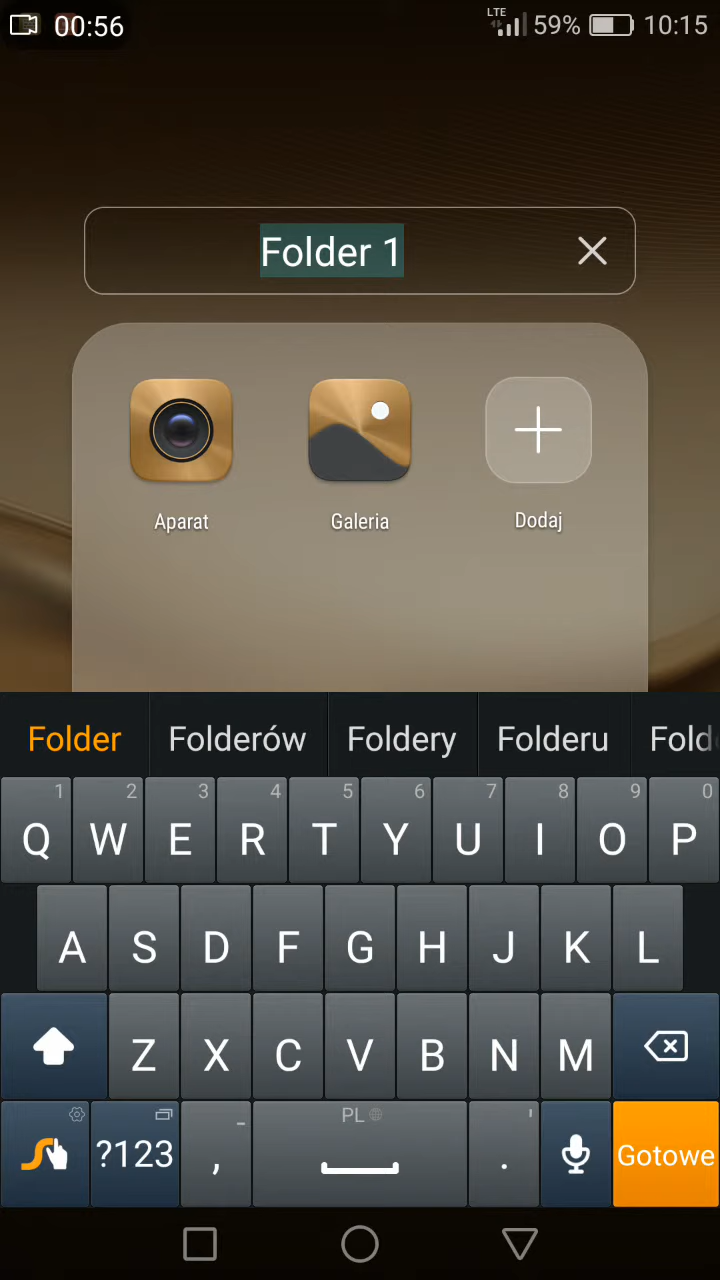 00:56 LTE 59% 10:15
Folder 1
Aparat Galeria Dodaj
Folder Folderów Foldery Folderu Fold
1 2 3 4 5 6 7 8 9 0
Q W E R T Y U I O P
A S D F G H J K L
Z X C V B N M
PL
?123 , _ . ' Gotowe